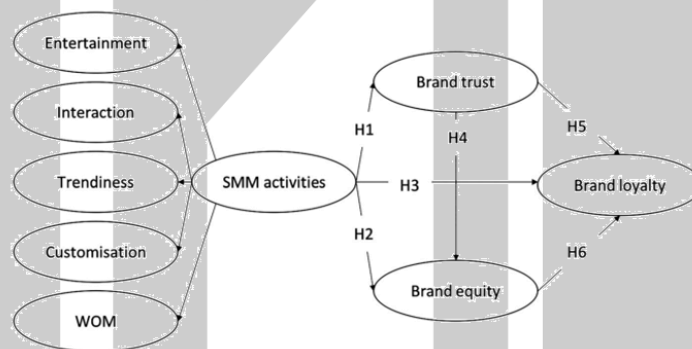 Entertainment
Interaction
Trendiness
Customisation
WOM
SMM activities
H1
H2
H3
Brand trust
H4
Brand equity
H5
H6
Brand loyalty